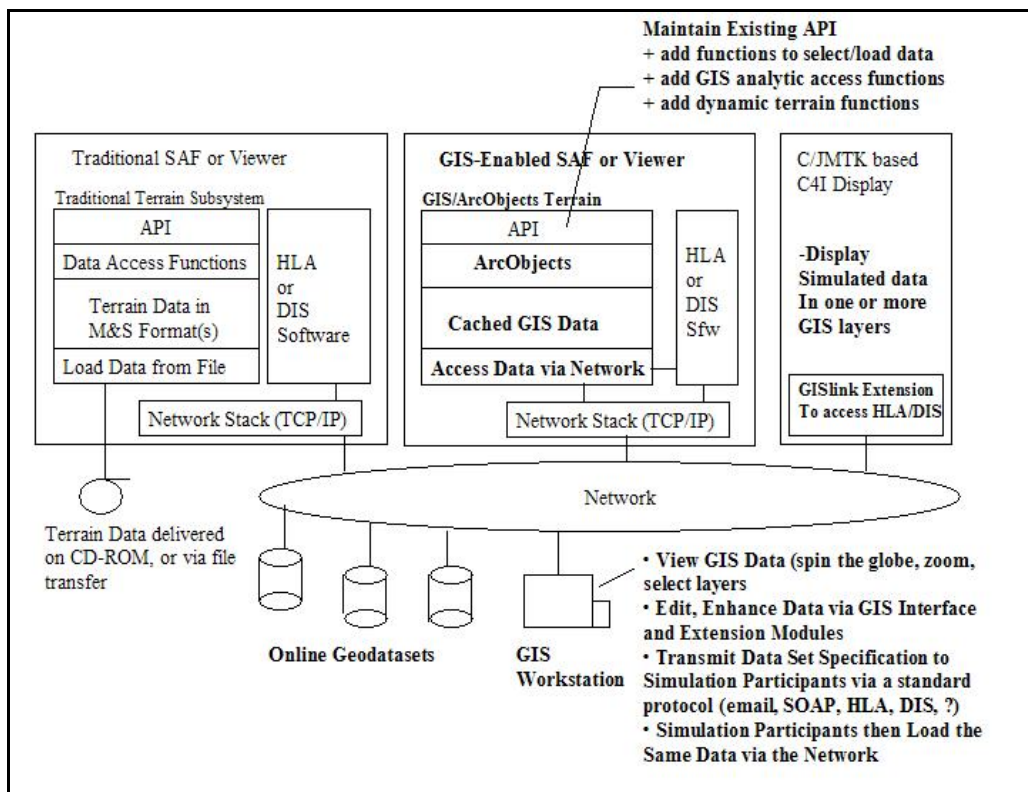 Maintain Existing API
+ add functions to select/load data
+ add GIS analytic access functions
+ add dynamic terrain functions
Traditional SAF or Viewer
Traditional Terrain Subsystem
API
Data Access Functions
Terrain Data in
M&S Format(s)
Load Data from File
HLA
or
DIS
Software
Network Stack (TCP/IP)
GIS-Enabled SAF or Viewer
GIS/ArcObjects Terrain
API
ArcObjects
Cached GIS Data
Access Data via Network
HLA
or
DIS
Sfw
Network Stack (TCP/IP)
C/JMTK based
C4I Display
-Display
Simulated data
In one or more
GIS layers
GISlink Extension
To access HLA/DIS
Network
Terrain Data delivered
on CD-ROM, or via file
transfer
Online Geodatasets
GIS
Workstation
• View GIS Data (spin the globe, zoom,
select layers
• Edit, Enhance Data via GIS Interface
and Extension Modules
• Transmit Data Set Specification to
Simulation Participants via a standard
protocol (email, SOAP, HLA, DIS, ?)
• Simulation Participants then Load the
Same Data via the Network